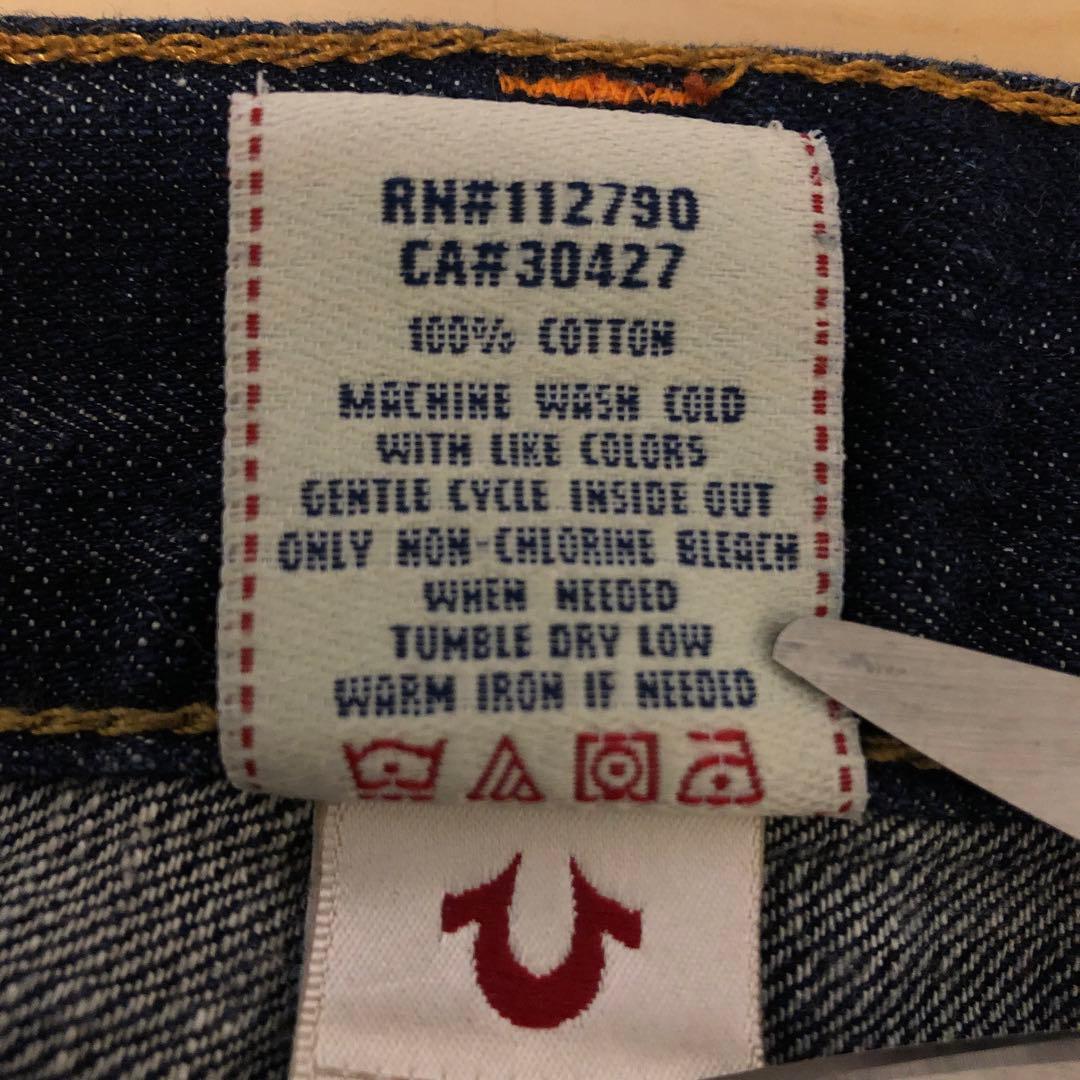 RN#112790
CA#30427
100% COTTON
MACHINE WASH COLD
WITH LIKE COLORS
GENTLE CYCLE INSIDE OUT
ONLY NON-CHLORINE BLEACH
WHEN NEEDED
TUMBLE DRY LOW
WARM IRON IF NEEDED